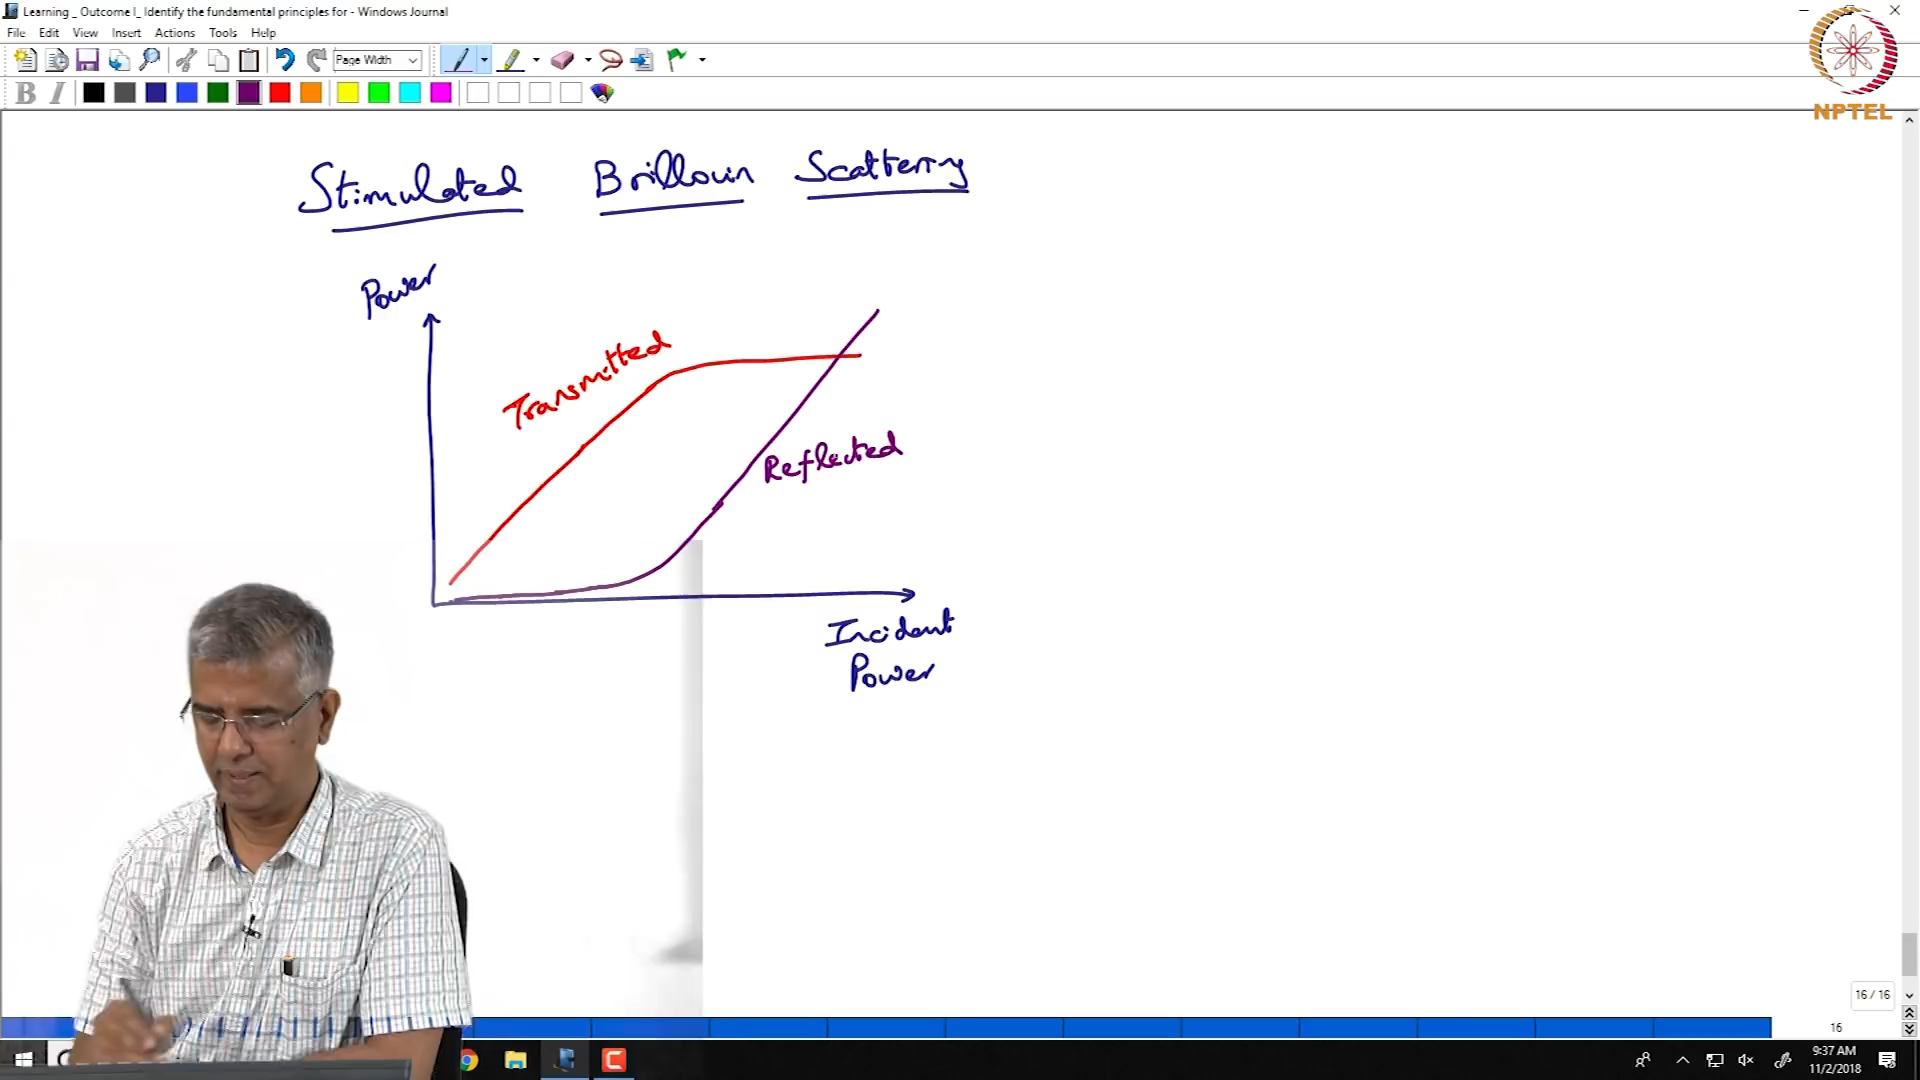 Learning _ Outcome I_ Identify the fundamental principles for - Windows Journal
File Edit View Insert Actions Tools Help
Page Width
B I
NPTEL
Stimulated Brillouin Scattering
Power
Transmitted
Reflected
Incident
Power
16 / 16
16
9:37 AM
11/2/2018